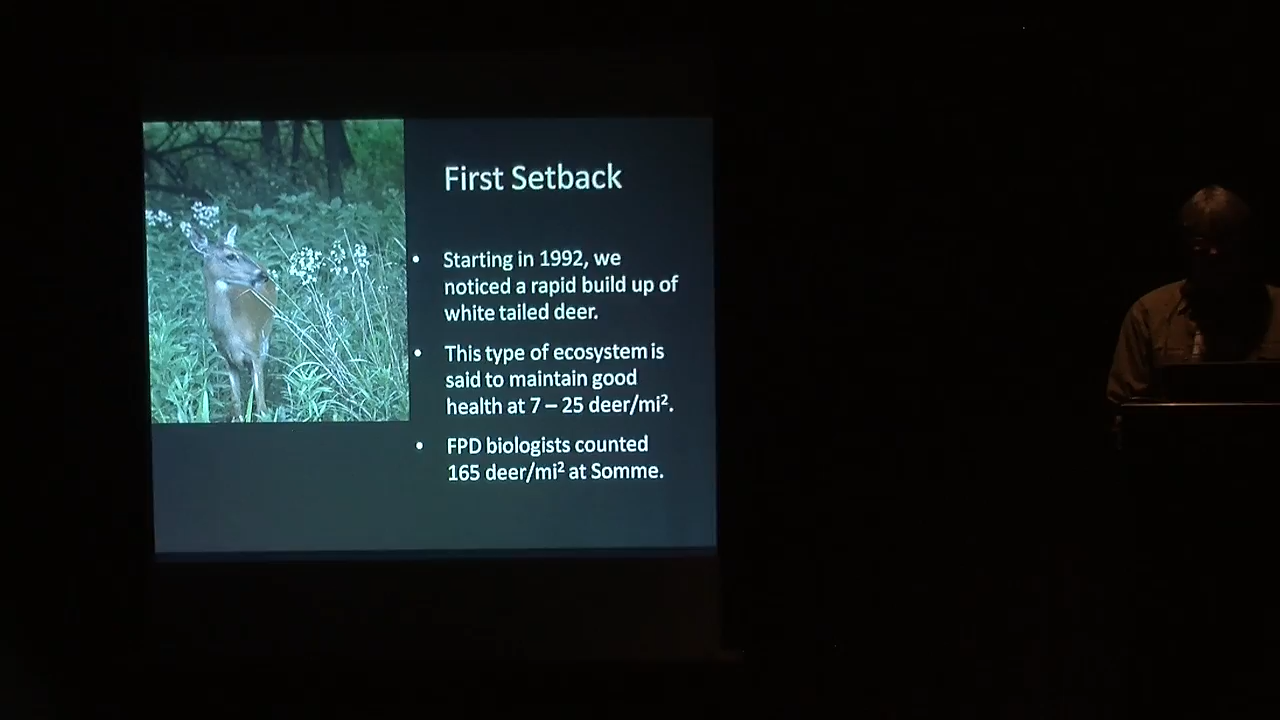 First Setback
• Starting in 1992, we
noticed a rapid build up of
white tailed deer.
• This type of ecosystem is
said to maintain good
health at 7 – 25 deer/mi².
• FPD biologists counted
165 deer/mi² at Somme.